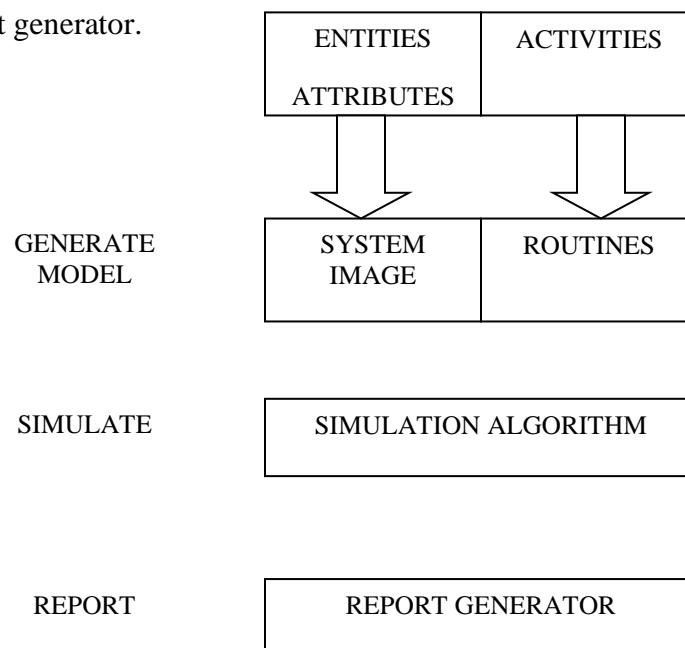 t generator.
ENTITIES
ATTRIBUTES
ACTIVITIES
GENERATE
MODEL
SYSTEM
IMAGE
ROUTINES
SIMULATE
SIMULATION ALGORITHM
REPORT
REPORT GENERATOR